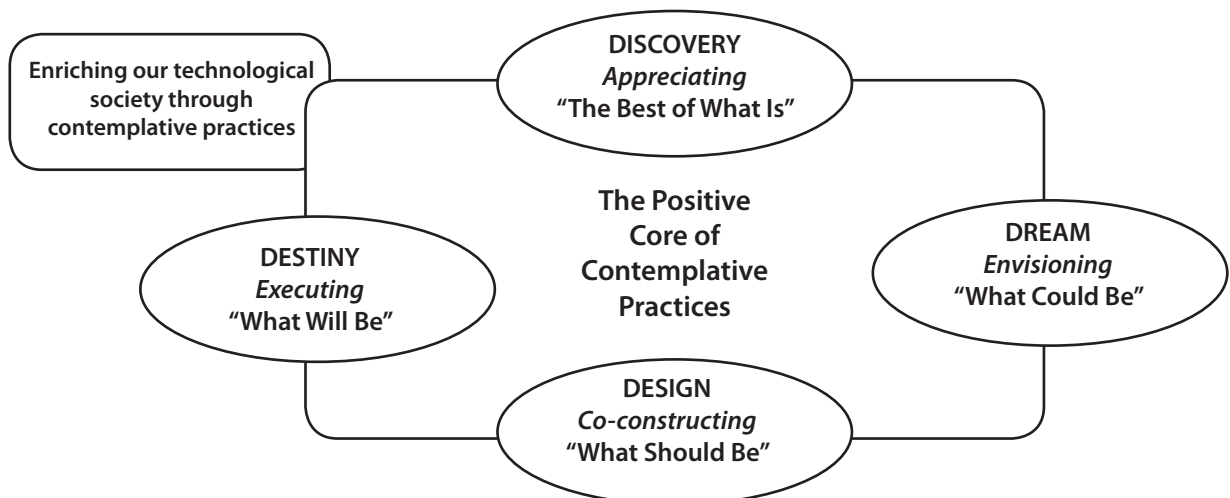 Enriching our technological
society through
contemplative practices
DISCOVERY
Appreciating
“The Best of What Is”
The Positive
Core of
Contemplative
Practices
DREAM
Envisioning
“What Could Be”
DESTINY
Executing
“What Will Be”
DESIGN
Co-constructing
“What Should Be”